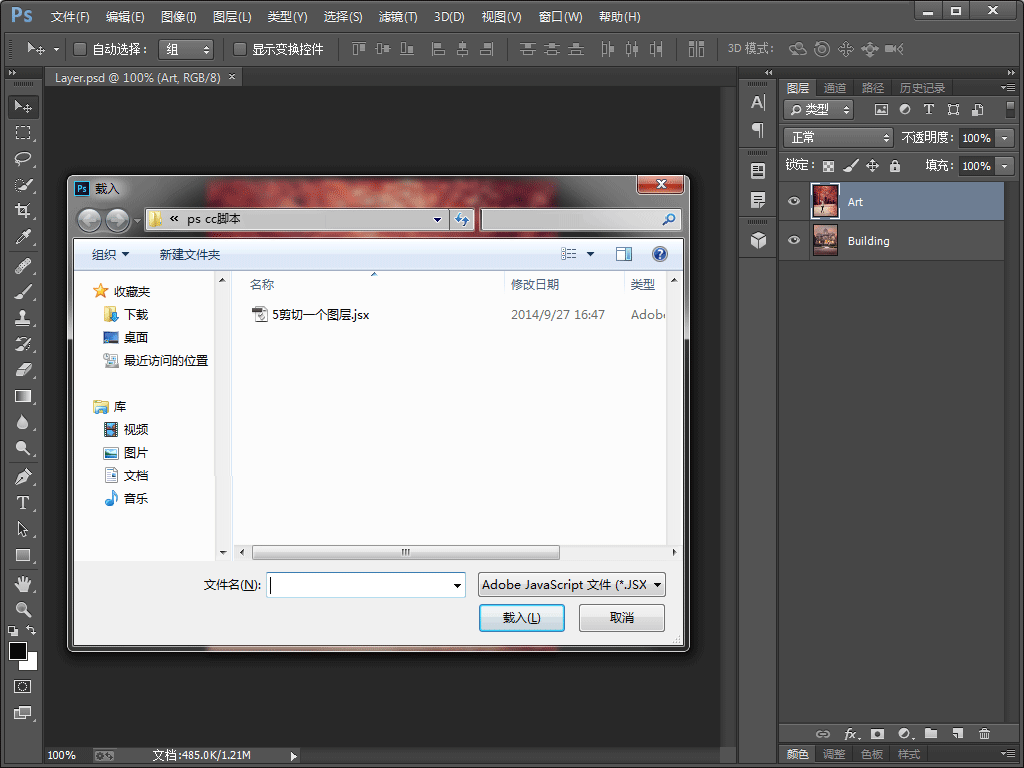 Ps 文件(F) 编辑(E) 图像(I) 图层(L) 类型(Y) 选择(S) 滤镜(T) 3D(D) 视图(V) 窗口(W) 帮助(H)
自动选择： 组 显示变换控件 3D 模式：
Layer.psd @ 100% (Art, RGB/8) ×
图层 通道 路径 历史记录
类型
正常 不透明度： 100%
锁定： 填充： 100%
Art
Building
Ps 载入
« ps cc脚本
组织 新建文件夹
收藏夹
下载
桌面
最近访问的位置
库
视频
图片
文档
音乐
名称 修改日期 类型
5剪切一个图层.jsx 2014/9/27 16:47 Adob
文件名(N): Adobe JavaScript 文件 (*.JSX
载入(L) 取消
100% 文档:485.0K/1.21M
颜色 调整 色板 样式